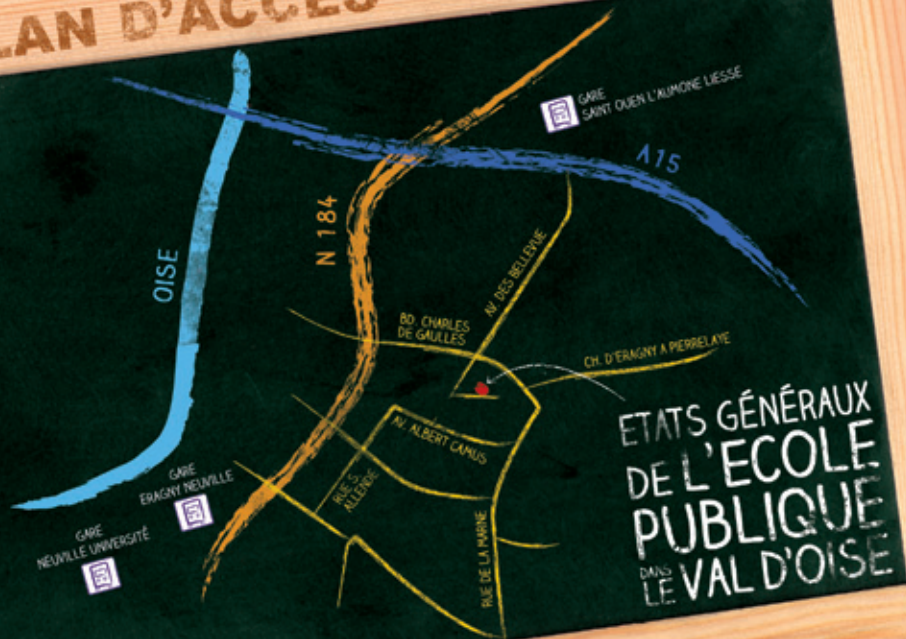 LAN D'ACCÈS
GARE
SAINT OUEN L'AUMONE LIESSE
A15
N 184
OISE
AV. DES BELLEVUE
BD. CHARLES
DE GAULLES
CH. D'ERAGNY A PIERRELAYE
AV. ALBERT CAMUS
RUE S.
ALLENDE
RUE DE LA MARNE
GARE
ERAGNY NEUVILLE
GARE
NEUVILLE UNIVERSITÉ
ETATS GÉNÉRAUX
DE L'ECOLE
PUBLIQUE
DANS
LE VAL D'OISE